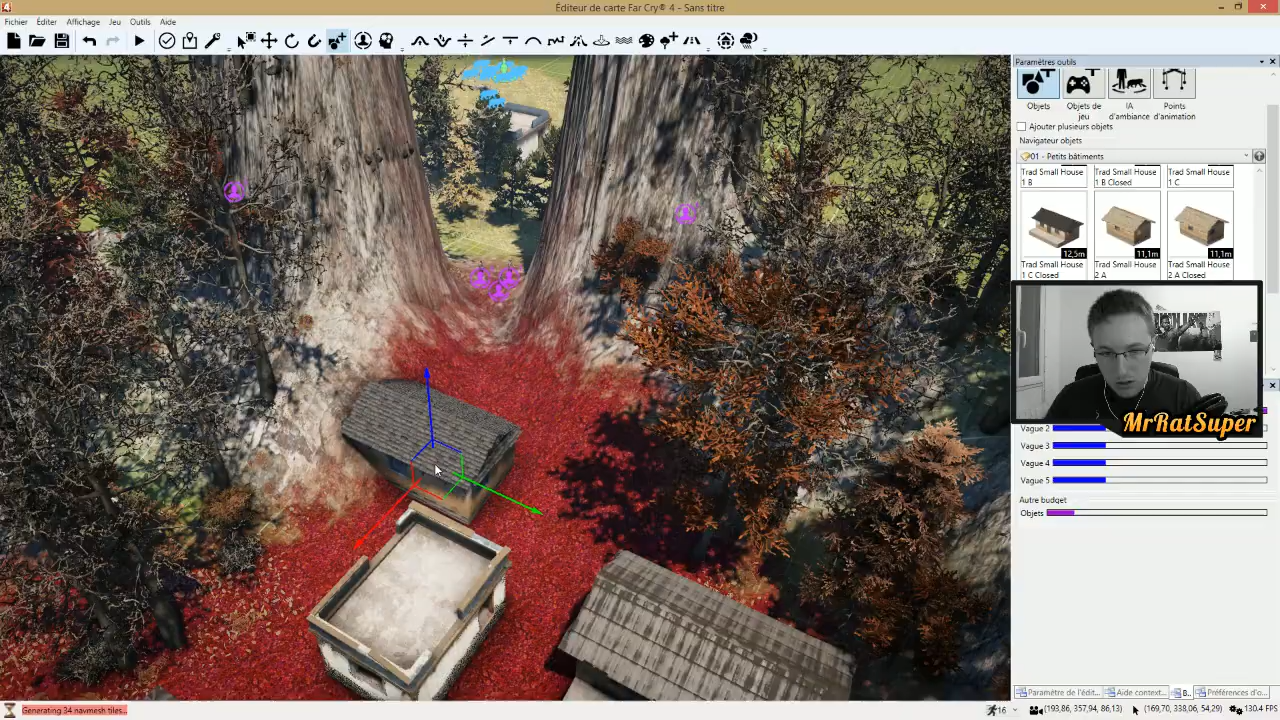 Éditeur de carte Far Cry® 4 - Sans titre
Fichier Éditer Affichage Jeu Outils Aide
Paramètres outils
Objets Objets de jeu IA d'ambiance Points d'animation
Ajouter plusieurs objets
Navigateur objets
01 - Petits bâtiments
Trad Small House 1 B
Trad Small House 1 B Closed
Trad Small House 1 C
12,5m 11,1m 11,1m
Trad Small House 1 C Closed
Trad Small House 2 A
Trad Small House 2 A Closed
MrRatSuper
Vague 2
Vague 3
Vague 4
Vague 5
Autre budget
Objets
Paramètre de l'édit... Aide context... B... Préférences d'o...
Generating 34 navmesh tiles...
16 (193,86, 357,94, 86,13) (169,70, 338,06, 54,29) 130.4 FPS